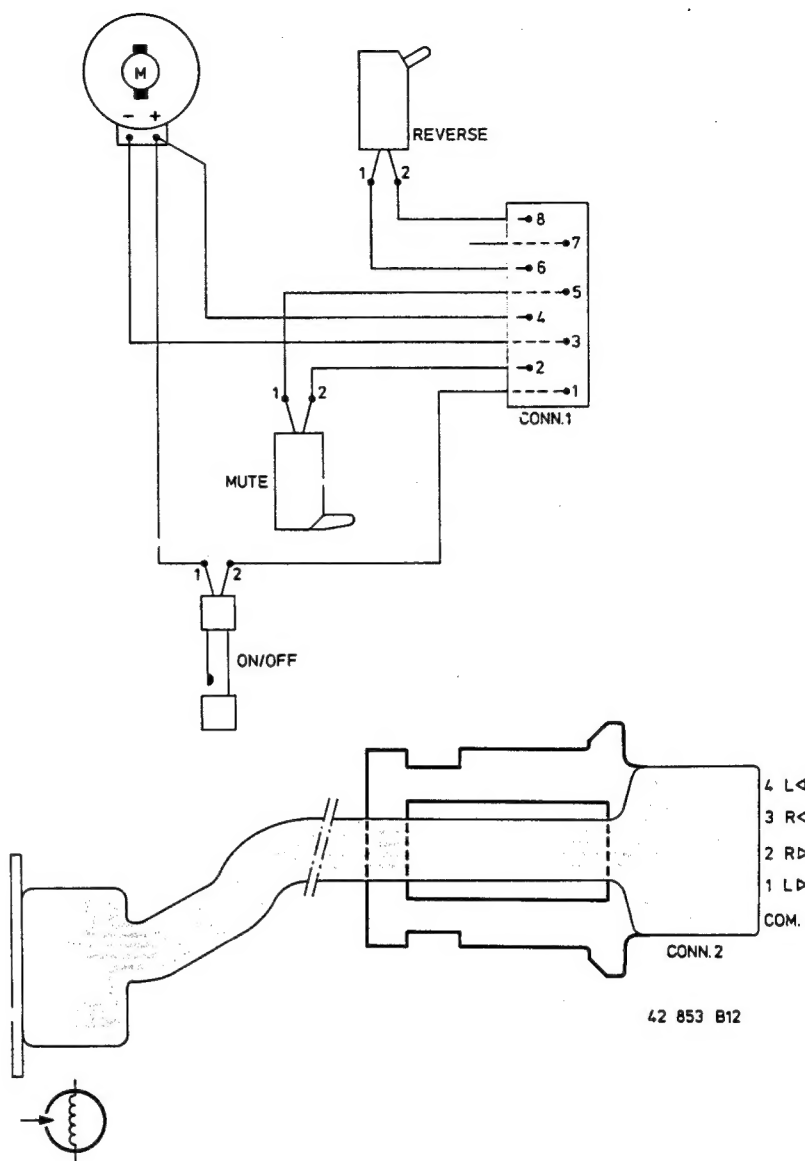 M
- +
REVERSE
1 2
8
7
6
5
4
3
2
1
CONN.1
1 2
MUTE
1 2
ON/OFF
4 L◁
3 R◁
2 R▷
1 L▷
COM.
CONN.2
42 853 B12